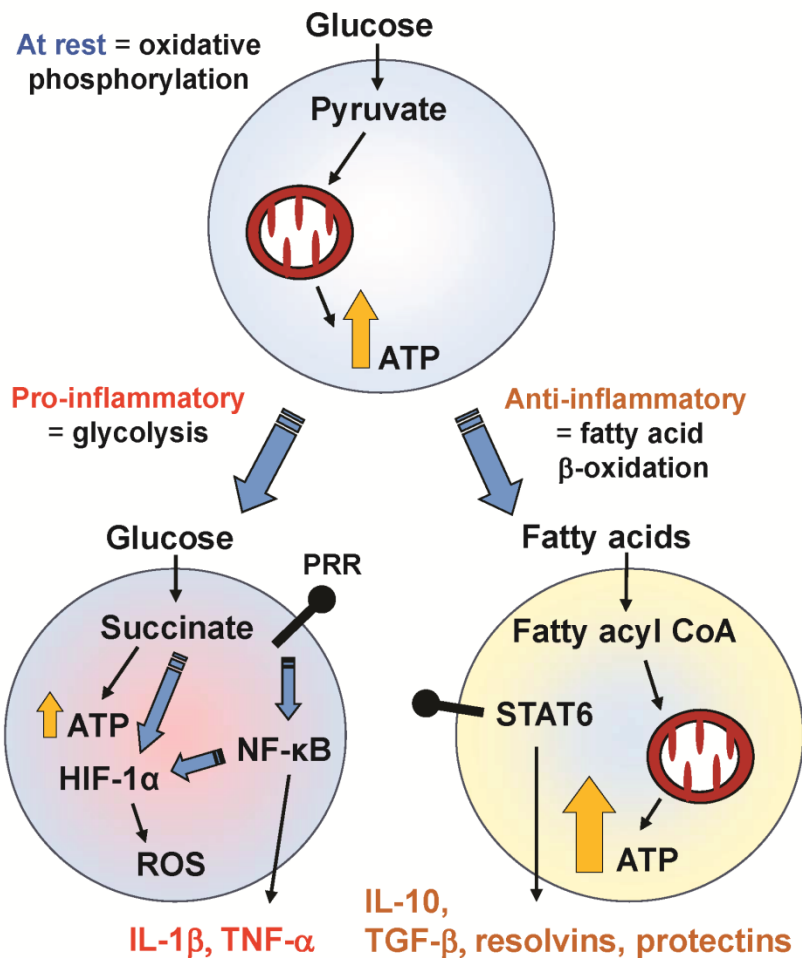 Glucose
At rest = oxidative
phosphorylation
Pyruvate
ATP
Pro-inflammatory
= glycolysis
Anti-inflammatory
= fatty acid
β-oxidation
Glucose
PRR
Succinate
ATP
NF-κB
HIF-1α
ROS
IL-1β, TNF-α
Fatty acids
Fatty acyl CoA
STAT6
ATP
IL-10,
TGF-β, resolvins, protectins